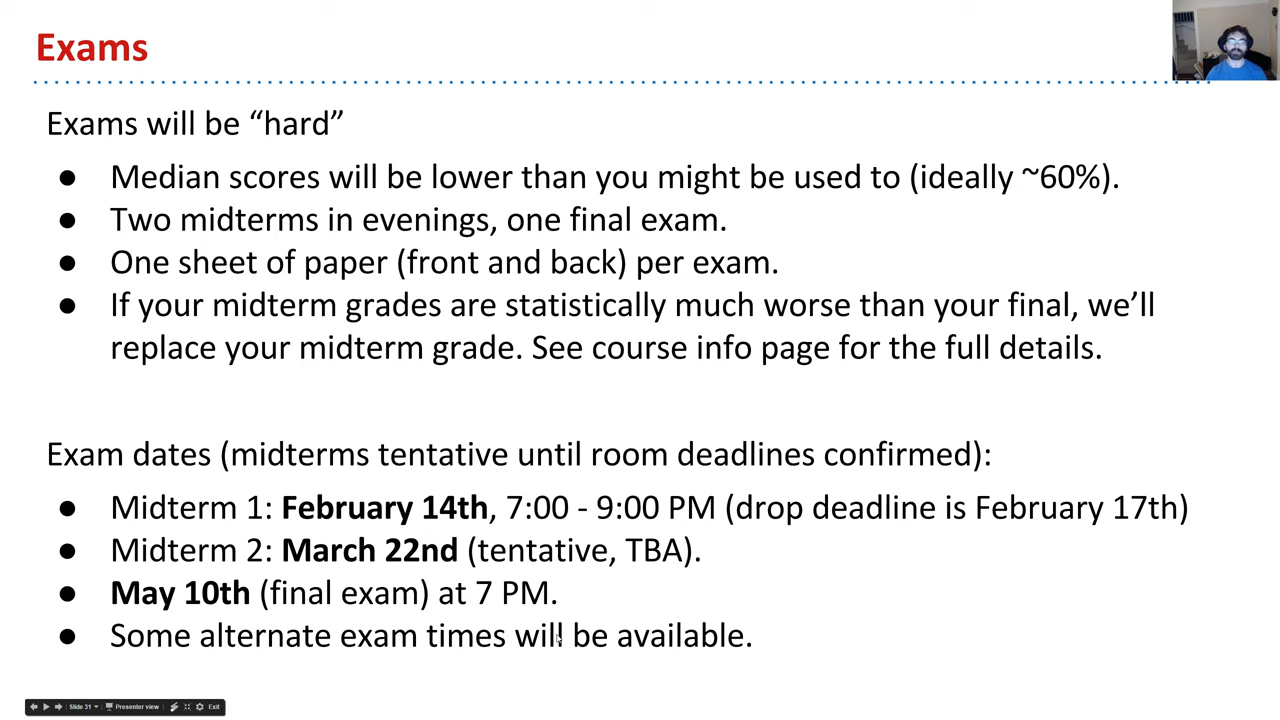 Exams
Exams will be “hard”
● Median scores will be lower than you might be used to (ideally ~60%).
● Two midterms in evenings, one final exam.
● One sheet of paper (front and back) per exam.
● If your midterm grades are statistically much worse than your final, we’ll
replace your midterm grade. See course info page for the full details.
Exam dates (midterms tentative until room deadlines confirmed):
● Midterm 1: February 14th, 7:00 - 9:00 PM (drop deadline is February 17th)
● Midterm 2: March 22nd (tentative, TBA).
● May 10th (final exam) at 7 PM.
● Some alternate exam times will be available.
Slide 31 Presenter view Exit